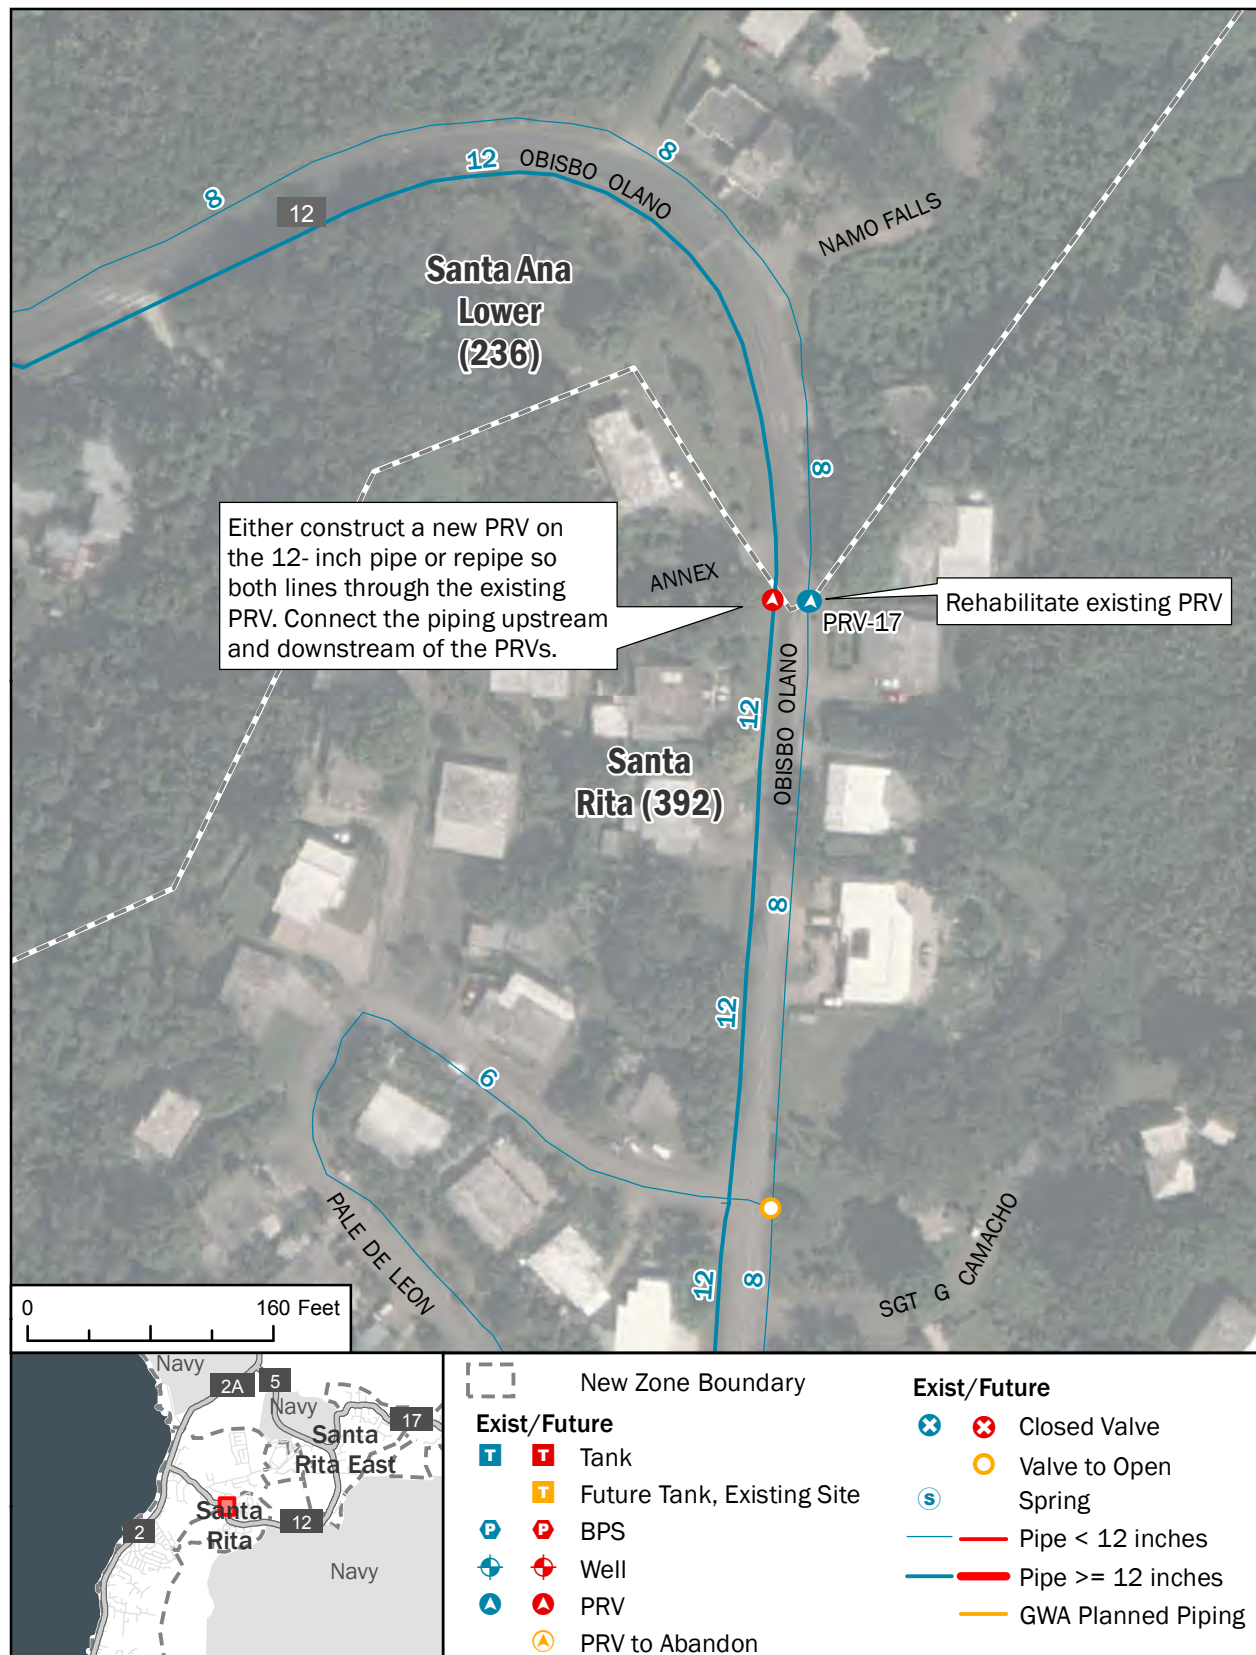 8
12
OBISBO OLANO
8
12
NAMO FALLS
Santa Ana
Lower
(236)
8
Either construct a new PRV on
the 12- inch pipe or repipe so
both lines through the existing
PRV. Connect the piping upstream
and downstream of the PRVs.
ANNEX
Rehabilitate existing PRV
PRV-17
OBISBO OLANO
12
Santa
Rita (392)
8
12
6
PALE DE LEON
SGT G CAMACHO
12
8
0
160 Feet
Navy
2A
5
Navy
17
Santa
Rita East
Santa
Rita
12
2
Navy
New Zone Boundary
Exist/Future
T
T
Tank
T
Future Tank, Existing Site
P
P
BPS
Well
PRV
PRV to Abandon
Exist/Future
Closed Valve
Valve to Open
S
Spring
Pipe < 12 inches
Pipe >= 12 inches
GWA Planned Piping